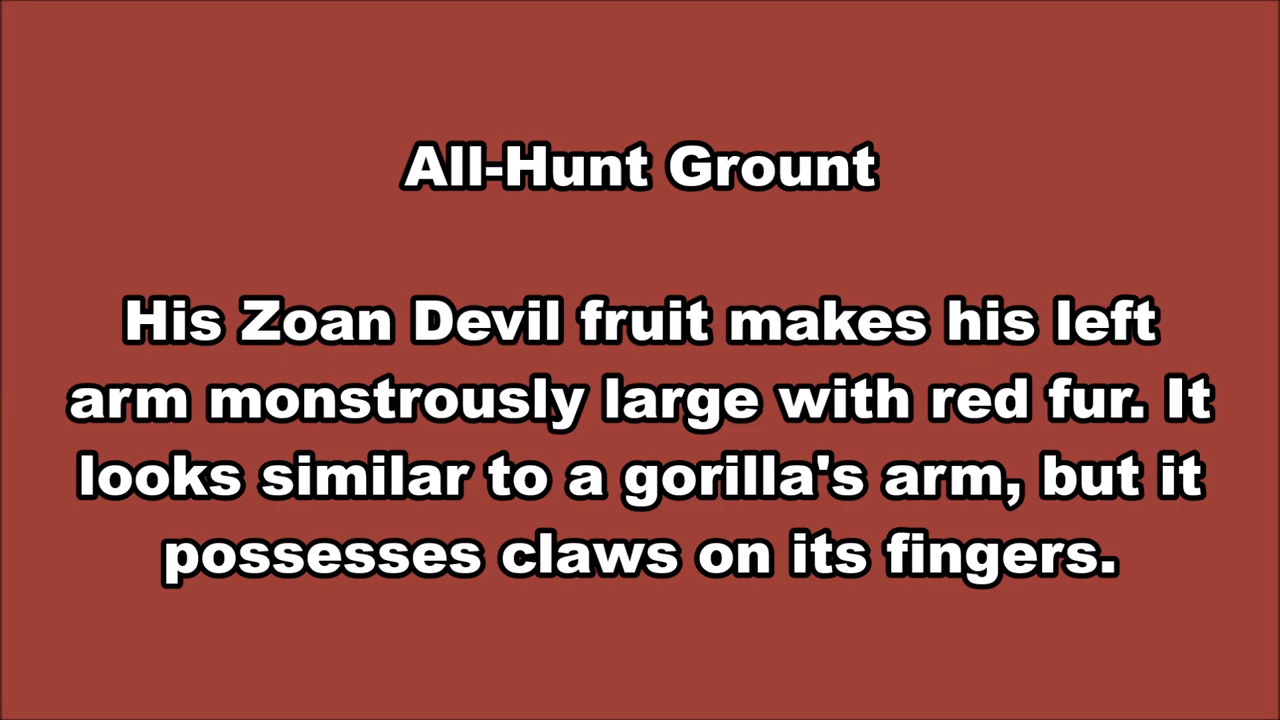 All-Hunt Grount
His Zoan Devil fruit makes his left
arm monstrously large with red fur. It
looks similar to a gorilla's arm, but it
possesses claws on its fingers.